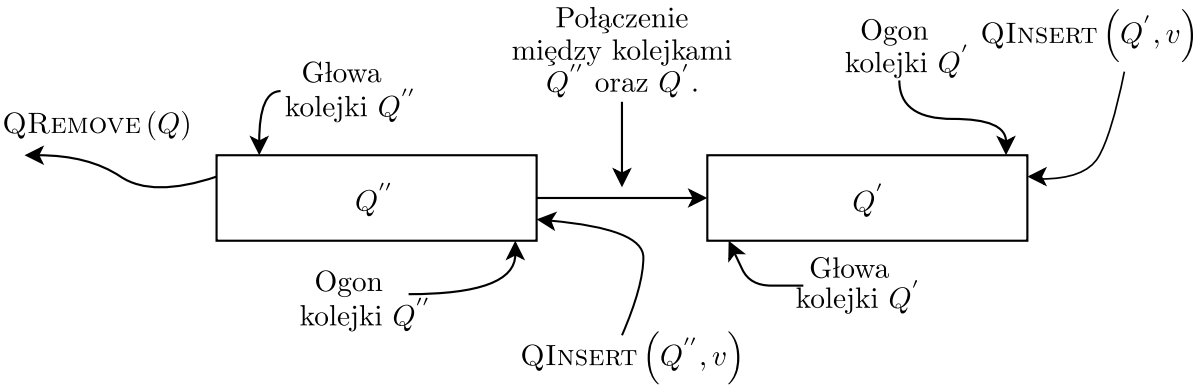 Połączenie
między kolejkami
Q'' oraz Q'.
Ogon
kolejki Q'
QINSERT (Q', v)
Głowa
kolejki Q''
QREMOVE (Q)
Q''
Q'
Ogon
kolejki Q''
Głowa
kolejki Q'
QINSERT (Q'', v)